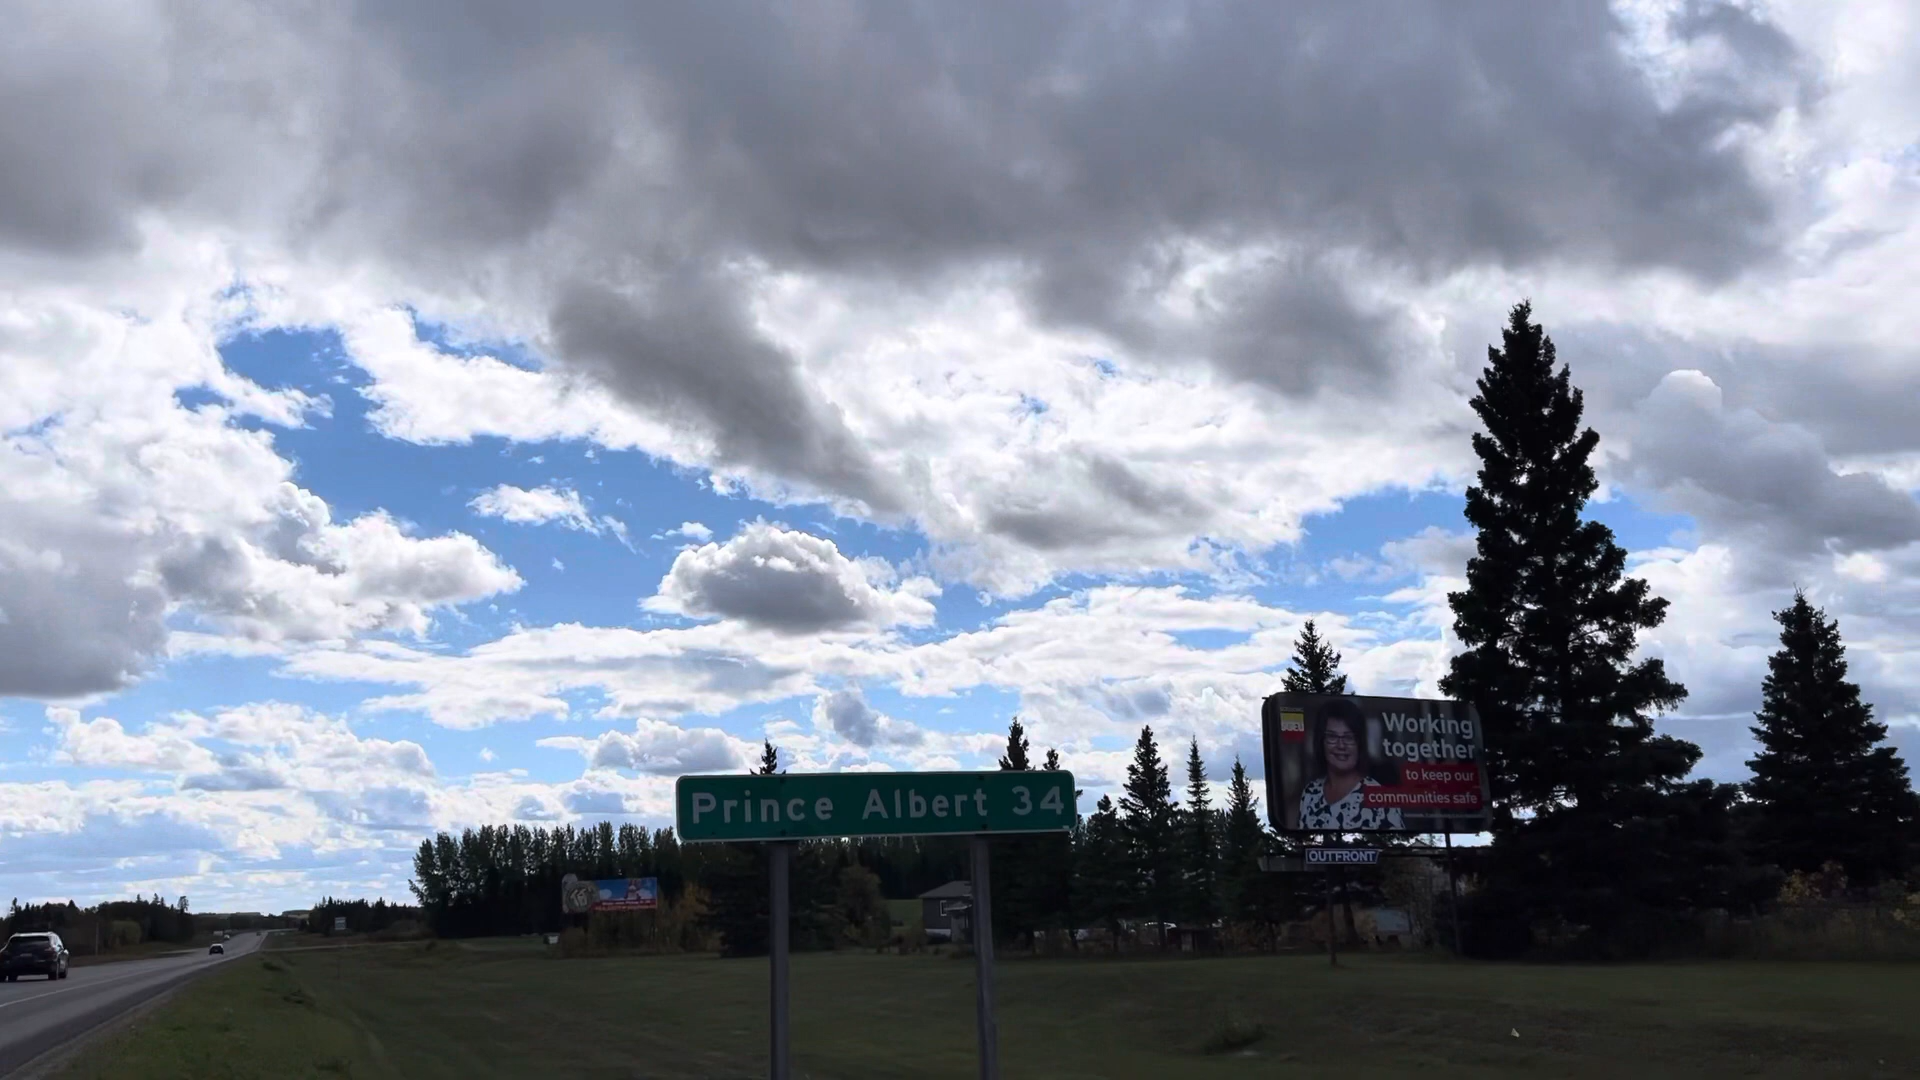 Prince Albert 34
Working
together
to keep our
communities safe
OUTFRONT